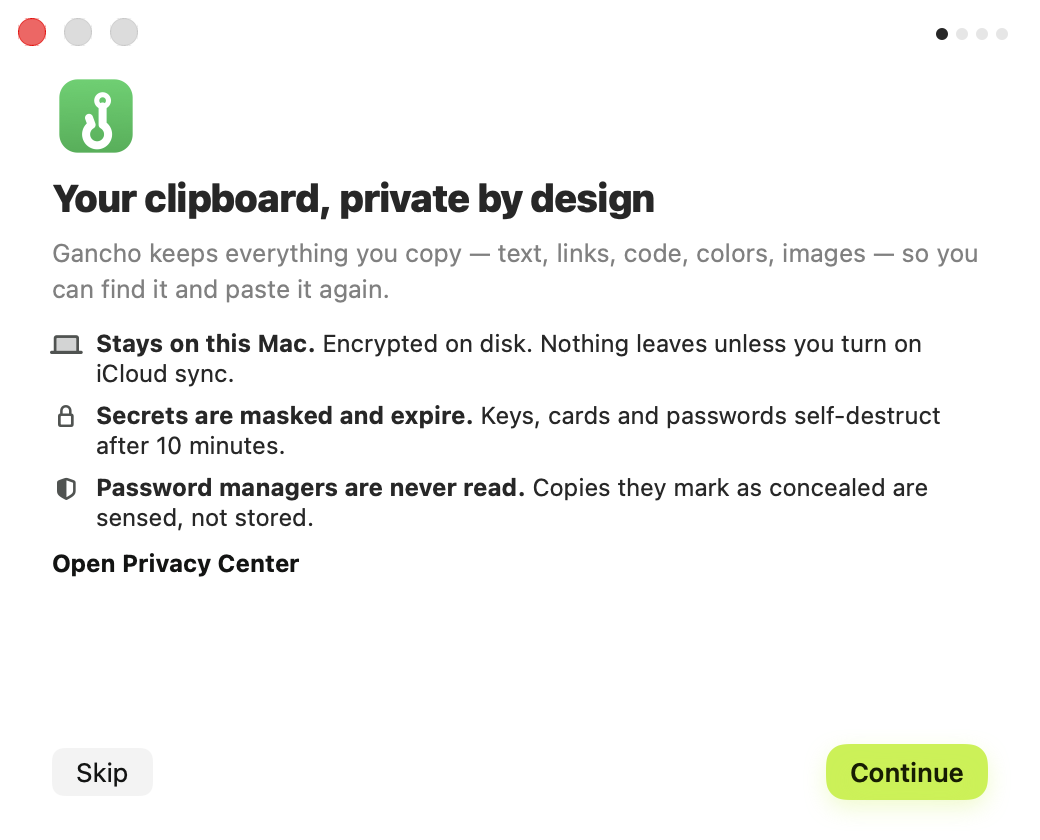 Your clipboard, private by design
Gancho keeps everything you copy — text, links, code, colors, images — so you
can find it and paste it again.
Stays on this Mac. Encrypted on disk. Nothing leaves unless you turn on
iCloud sync.
Secrets are masked and expire. Keys, cards and passwords self-destruct
after 10 minutes.
Password managers are never read. Copies they mark as concealed are
sensed, not stored.
Open Privacy Center
Skip
Continue